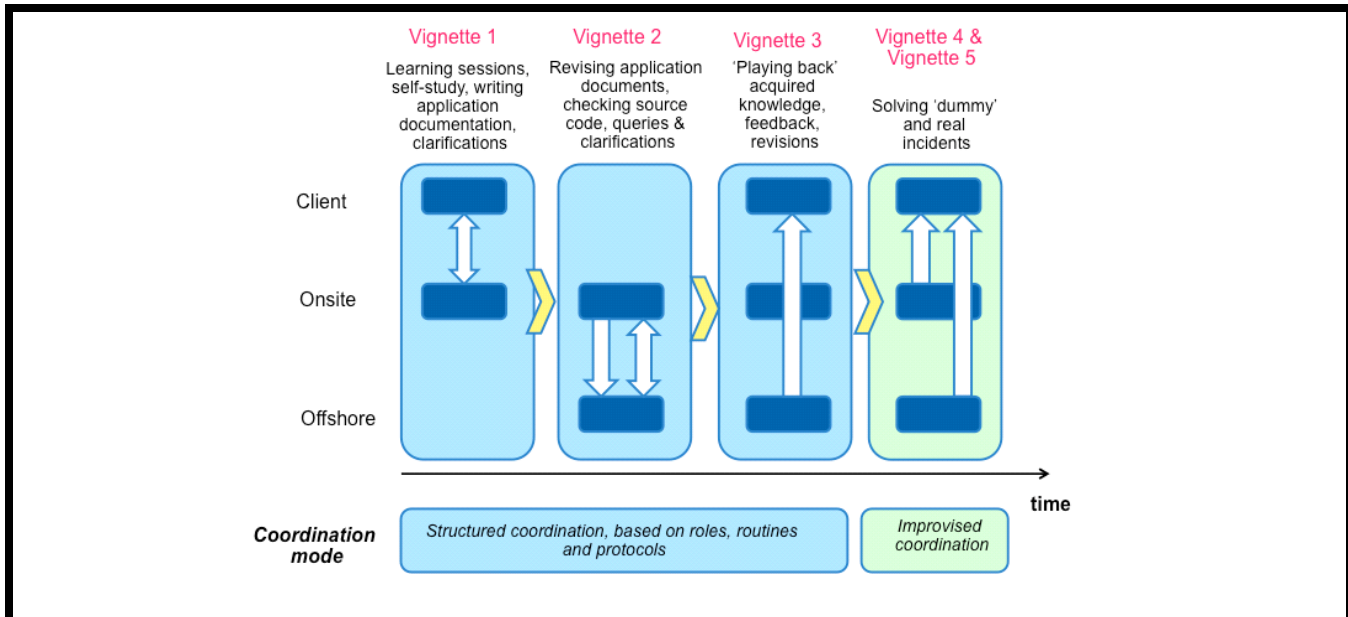 Vignette 1
Learning sessions,
self-study, writing
application
documentation,
clarifications
Vignette 2
Revising application
documents,
checking source
code, queries &
clarifications
Vignette 3
‘Playing back’
acquired
knowledge,
feedback,
revisions
Vignette 4 &
Vignette 5
Solving ‘dummy’
and real
incidents
Client
Onsite
Offshore
time
Coordination
mode
Structured coordination, based on roles, routines
and protocols
Improvised
coordination